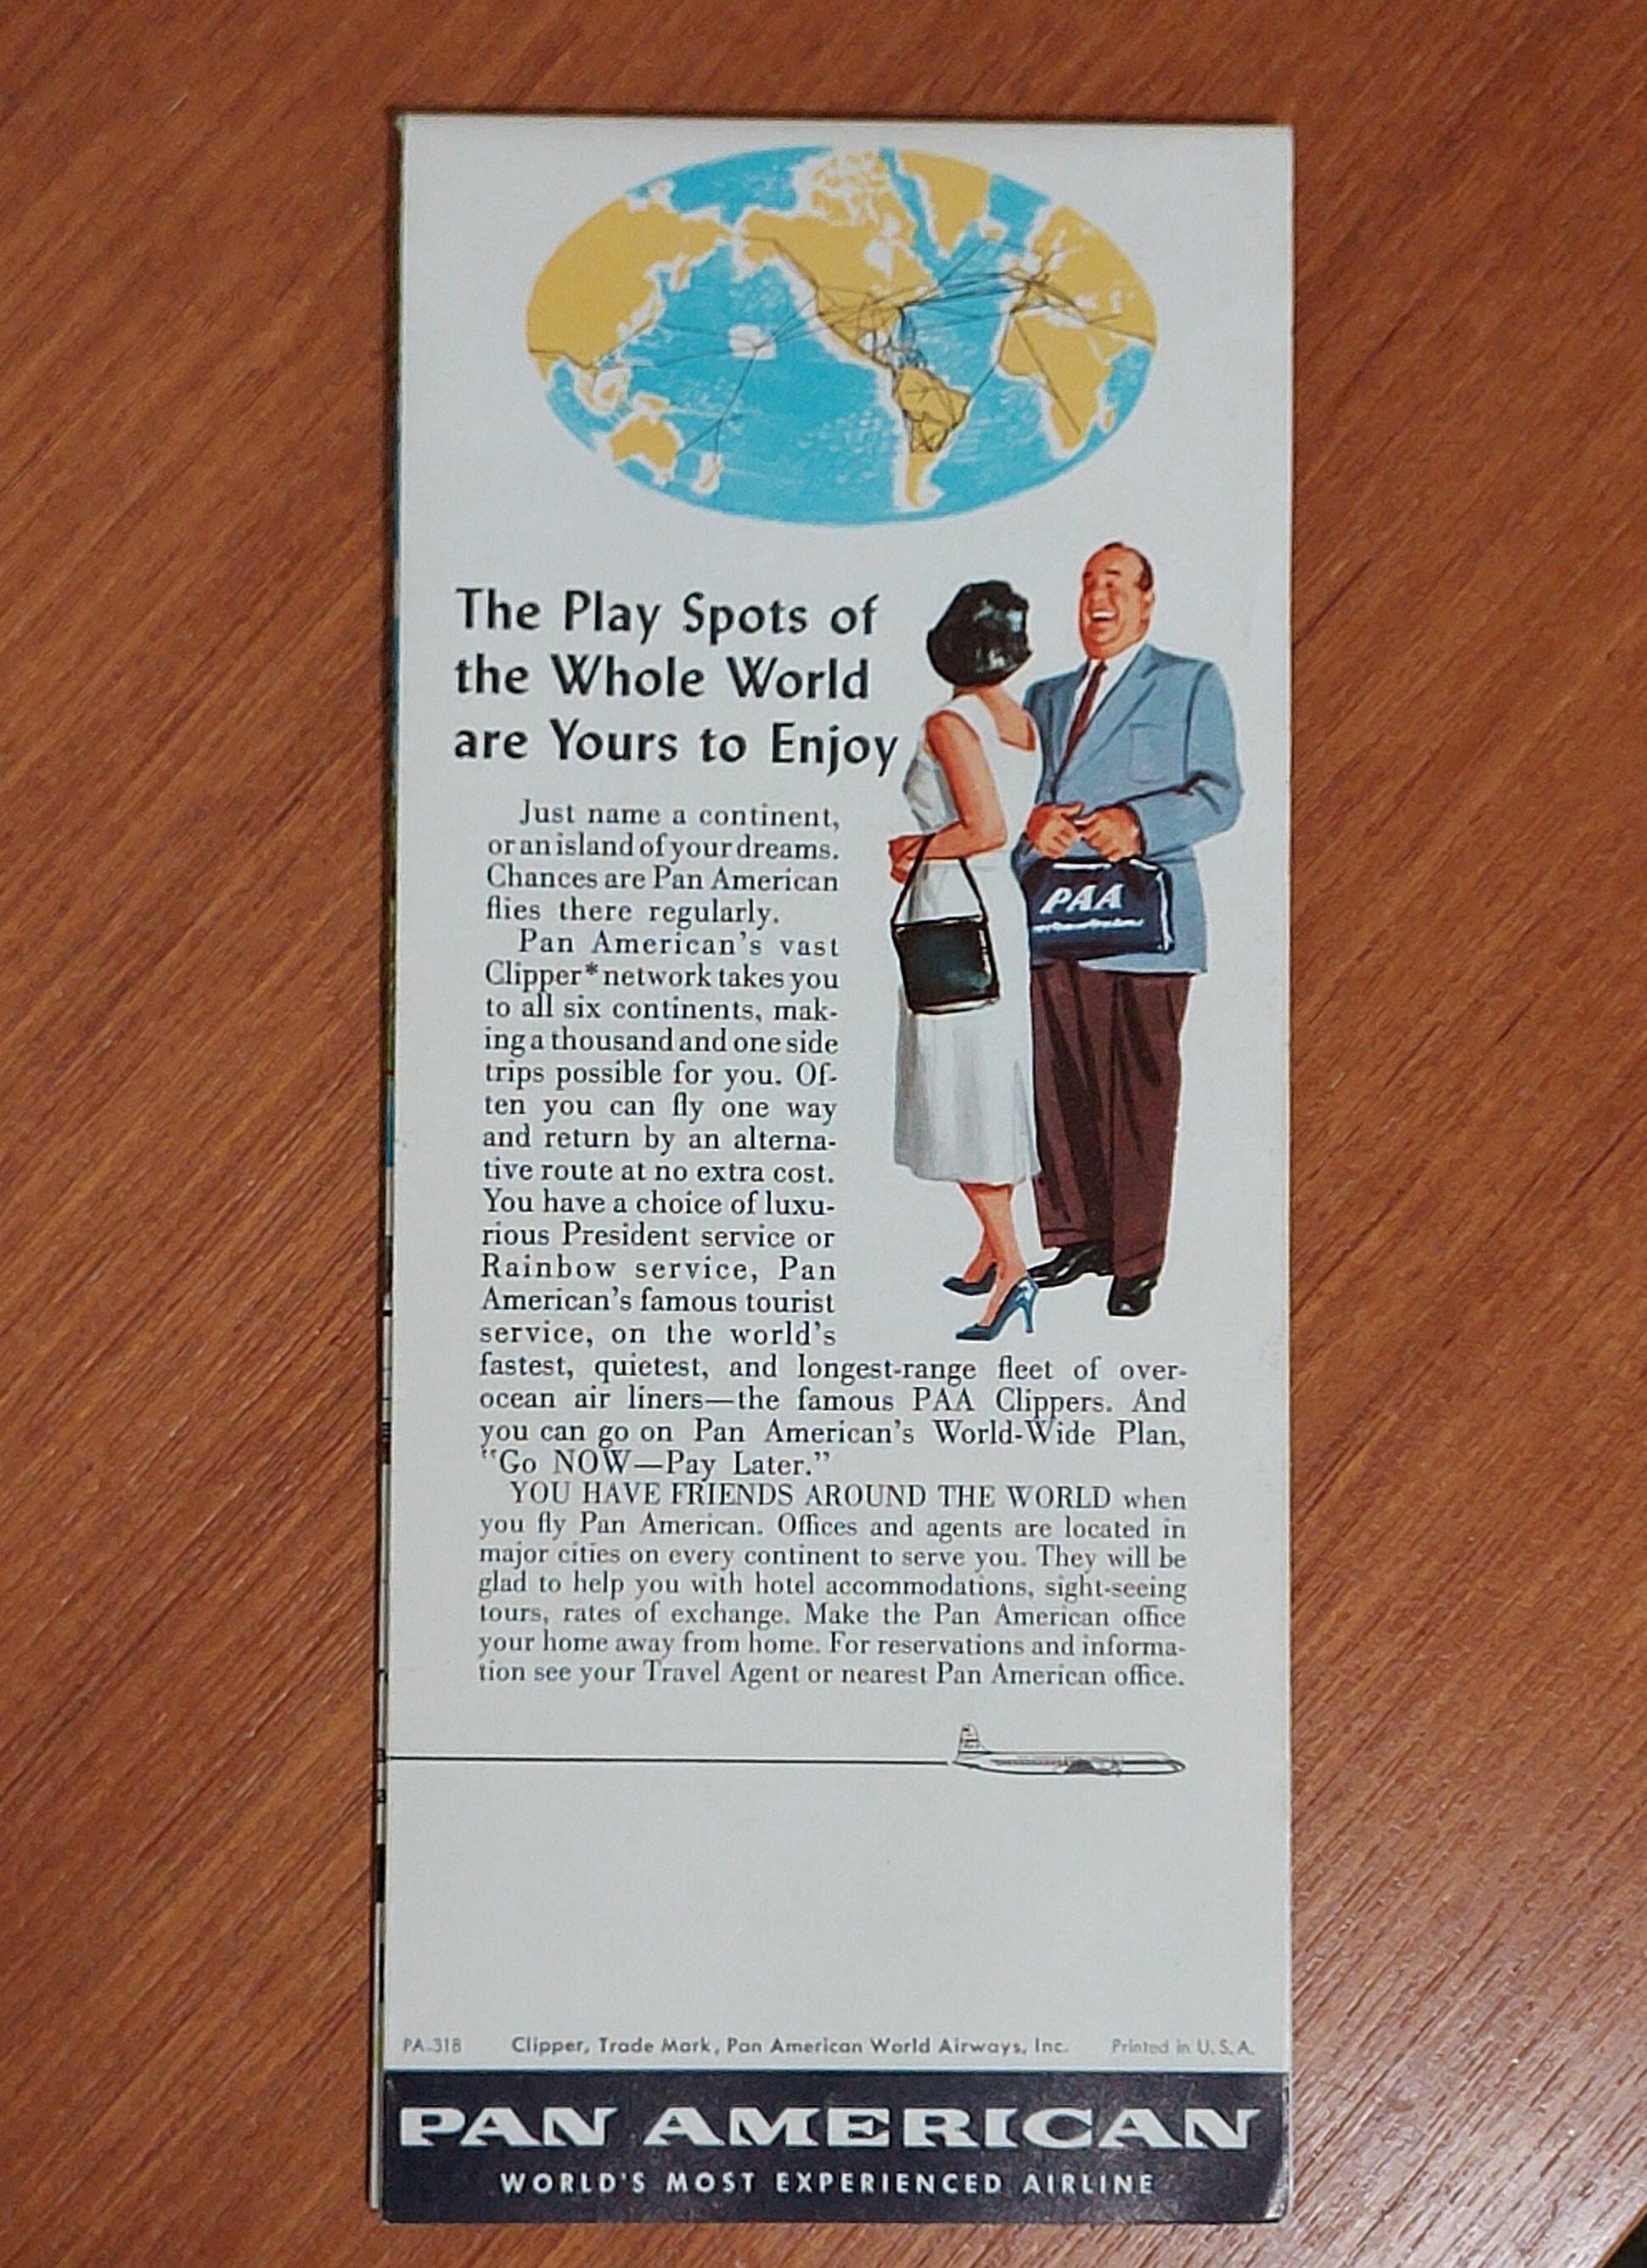 The Play Spots of
the Whole World
are Yours to Enjoy
Just name a continent,
or an island of your dreams.
Chances are Pan American
flies there regularly.
Pan American's vast
Clipper* network takes you
to all six continents, mak-
ing a thousand and one side
trips possible for you. Of-
ten you can fly one way
and return by an alterna-
tive route at no extra cost.
You have a choice of luxu-
rious President service or
Rainbow service, Pan
American's famous tourist
service, on the world's
fastest, quietest, and longest-range fleet of over-
ocean air liners—the famous PAA Clippers. And
you can go on Pan American's World-Wide Plan,
"Go NOW—Pay Later."
YOU HAVE FRIENDS AROUND THE WORLD when
you fly Pan American. Offices and agents are located in
major cities on every continent to serve you. They will be
glad to help you with hotel accommodations, sight-seeing
tours, rates of exchange. Make the Pan American office
your home away from home. For reservations and informa-
tion see your Travel Agent or nearest Pan American office.
PAA
PA-318 Clipper, Trade Mark, Pan American World Airways, Inc. Printed in U. S. A.
PAN AMERICAN
WORLD'S MOST EXPERIENCED AIRLINE